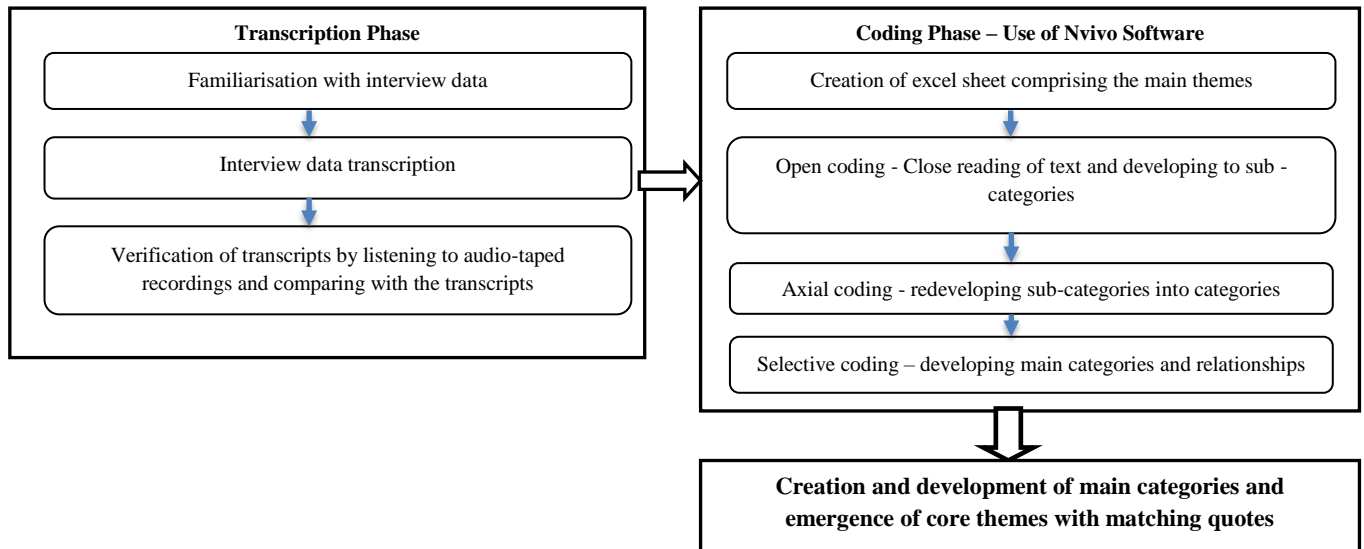 Transcription Phase
Familiarisation with interview data
Interview data transcription
Verification of transcripts by listening to audio-taped
recordings and comparing with the transcripts
Coding Phase – Use of Nvivo Software
Creation of excel sheet comprising the main themes
Open coding - Close reading of text and developing to sub -
categories
Axial coding - redeveloping sub-categories into categories
Selective coding – developing main categories and relationships
Creation and development of main categories and
emergence of core themes with matching quotes